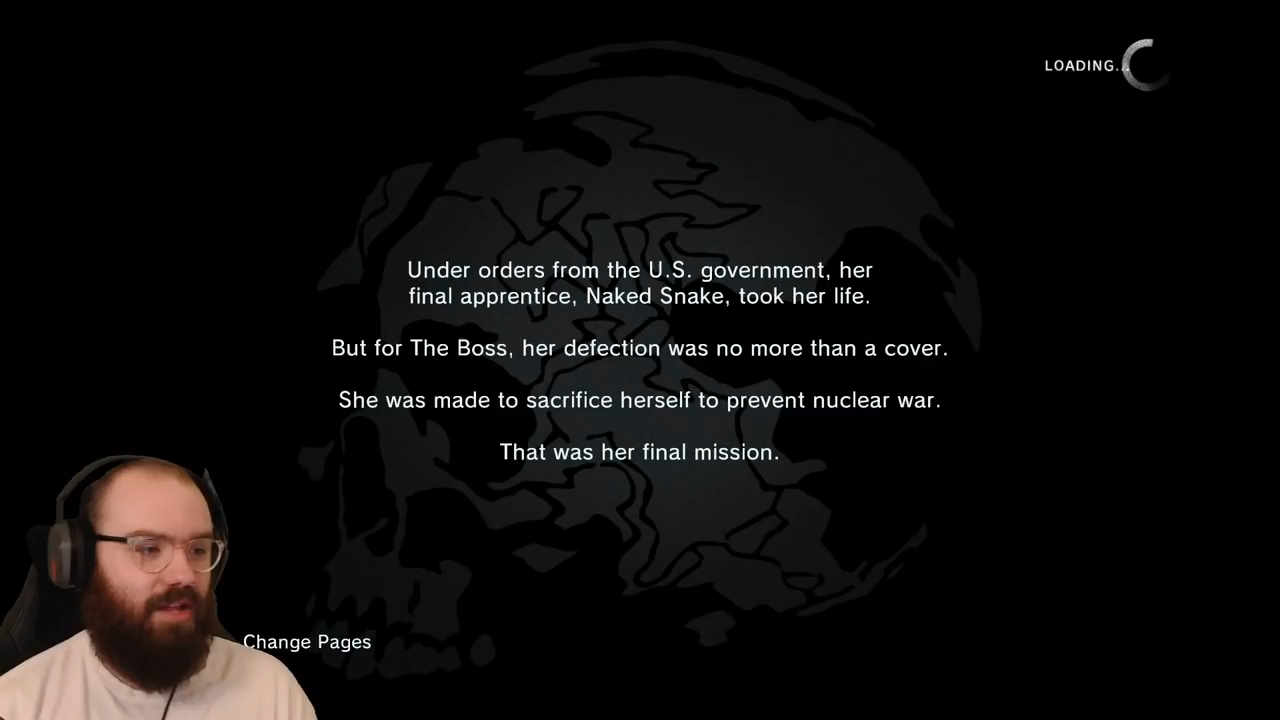 LOADING...
Under orders from the U.S. government, her
final apprentice, Naked Snake, took her life.
But for The Boss, her defection was no more than a cover.
She was made to sacrifice herself to prevent nuclear war.
That was her final mission.
Change Pages